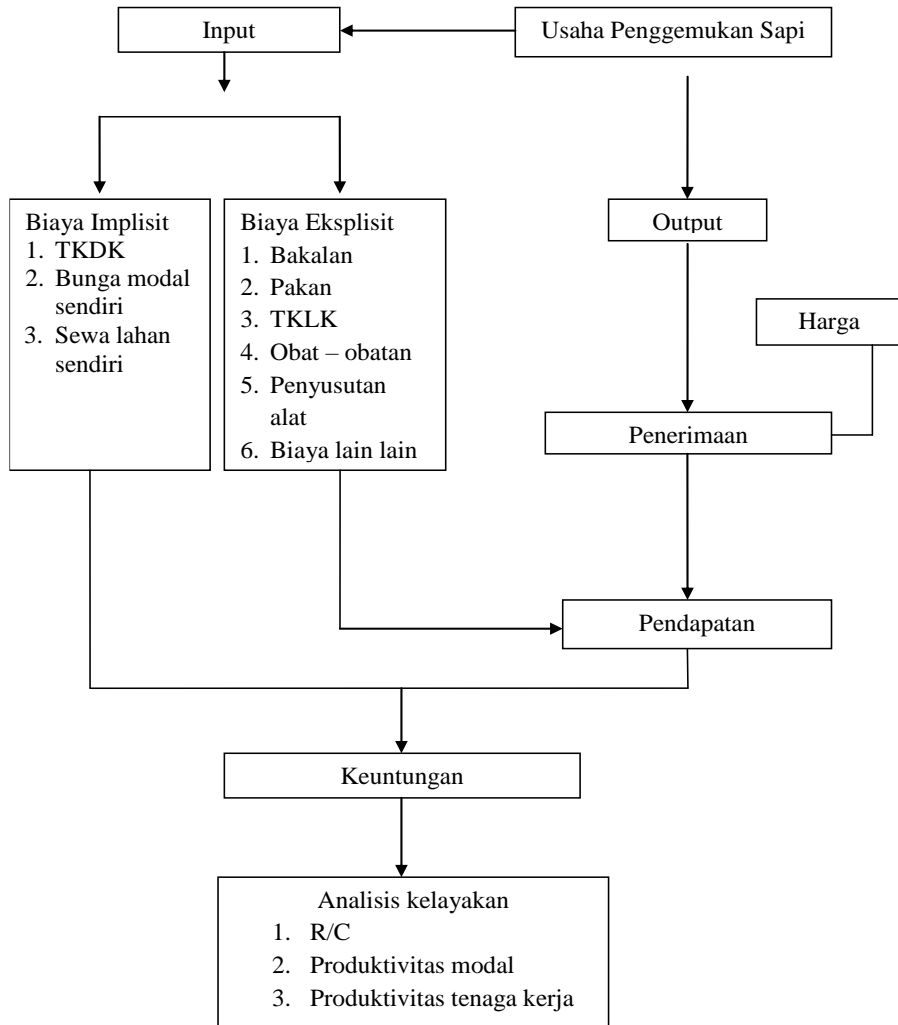 Input
Usaha Penggemukan Sapi
Biaya Implisit
1. TKDK
2. Bunga modal
sendiri
3. Sewa lahan
sendiri
Biaya Eksplisit
1. Bakalan
2. Pakan
3. TKLK
4. Obat – obatan
5. Penyusutan
alat
6. Biaya lain lain
Output
Harga
Penerimaan
Pendapatan
Keuntungan
Analisis kelayakan
1. R/C
2. Produktivitas modal
3. Produktivitas tenaga kerja